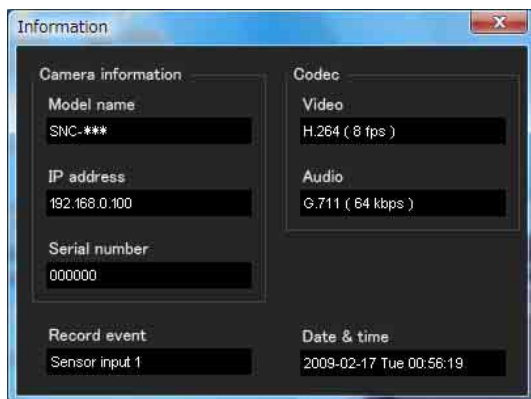 Information
Camera information
Model name
SNC-***
IP address
192.168.0.100
Serial number
000000
Codec
Video
H.264 ( 8 fps )
Audio
G.711 ( 64 kbps )
Record event
Sensor input 1
Date & time
2009-02-17 Tue 00:56:19